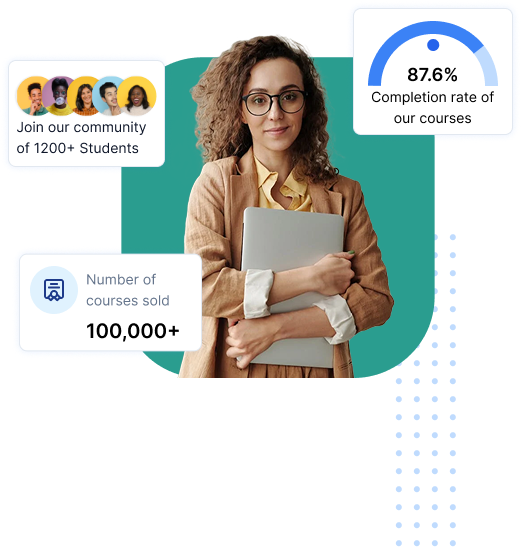 87.6%
Completion rate of
our courses
Join our community
of 1200+ Students
Number of
courses sold
100,000+